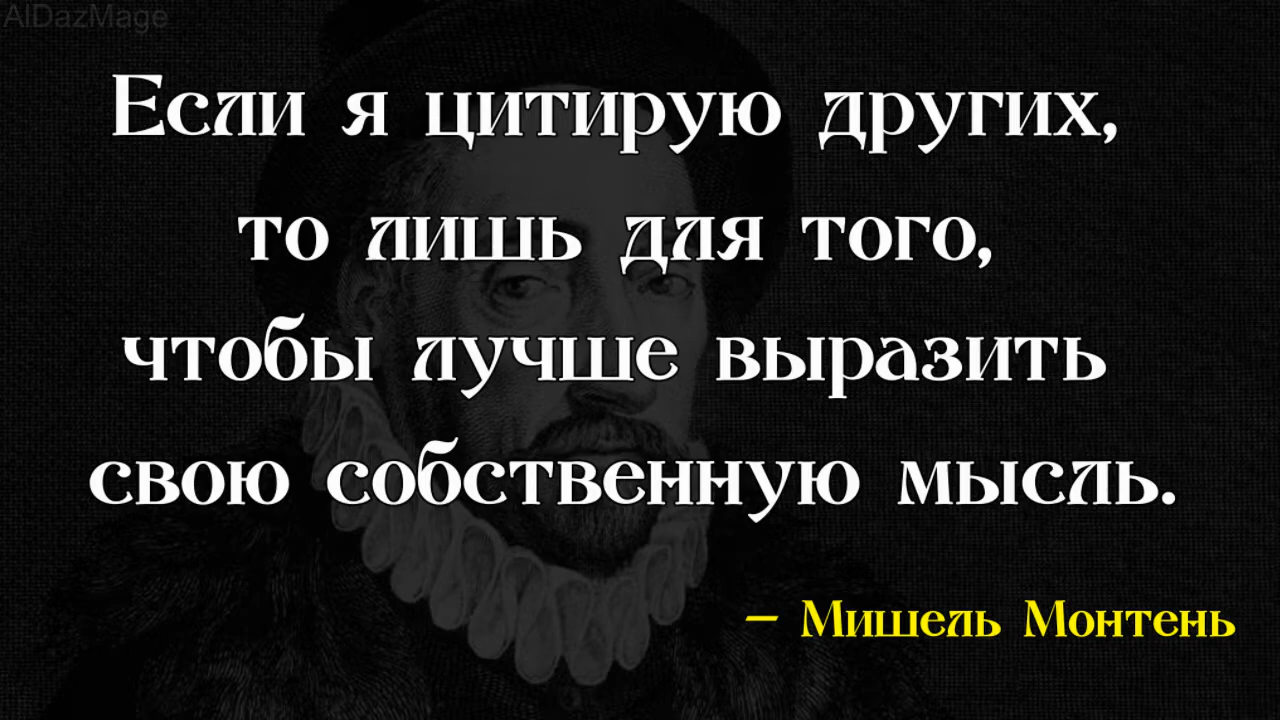 AlDazMage
Если я цитирую других,
то лишь для того,
чтобы лучше выразить
свою собственную мысль.
– Мишель Монтень